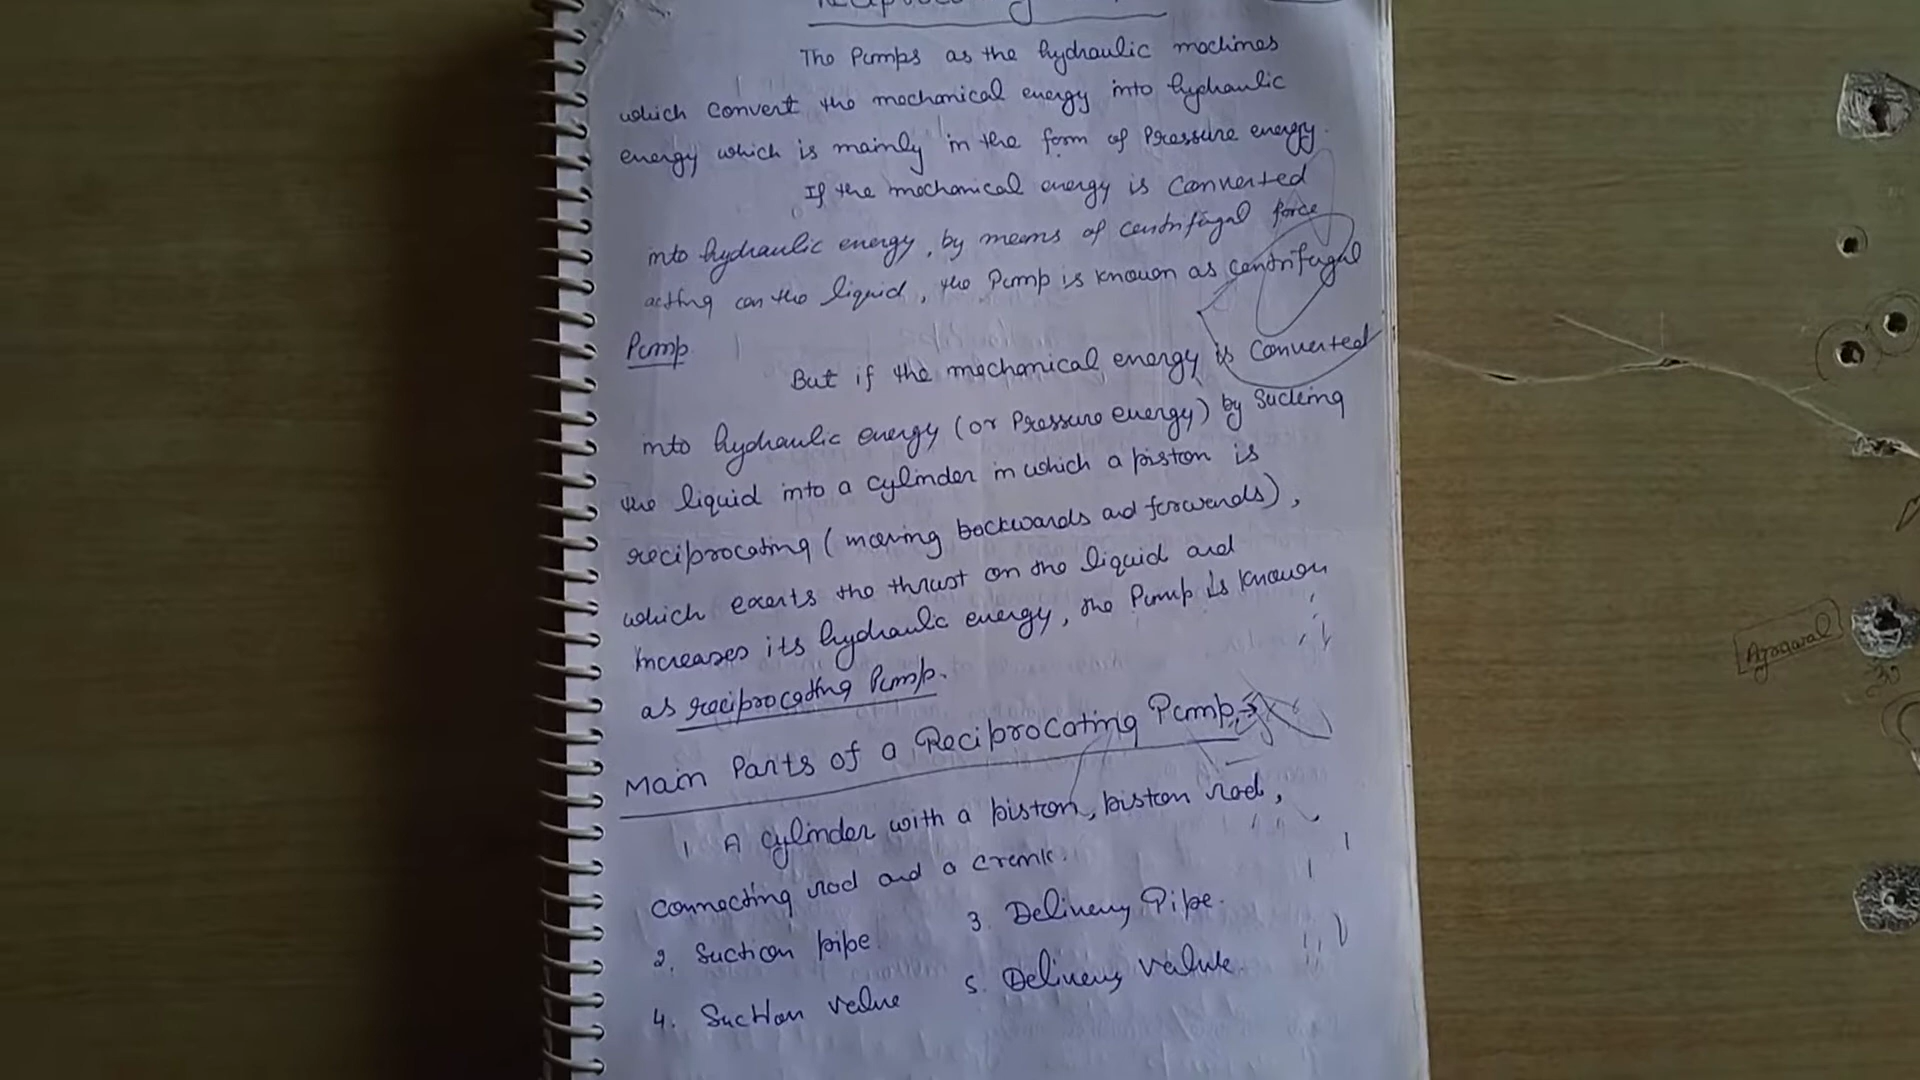 The Pumps as the hydraulic machines
which convert the mechanical energy into hydraulic
energy which is mainly in the form of Pressure energy.
If the mechanical energy is converted
into hydraulic energy, by means of centrifugal force
acting on the liquid, the Pump is known as centrifugal
Pump
But if the mechanical energy is converted
into hydraulic energy (or Pressure energy) by sucking
the liquid into a cylinder in which a piston is
reciprocating (moving backwards and forwards),
which exerts the thrust on the liquid and
increases its hydraulic energy, the Pump is known
as reciprocating Pump.
Main Parts of a Reciprocating Pump
1 A cylinder with a piston, piston rod,
connecting rod and a crank.
2. Suction pipe. 3. Delivery Pipe.
4. Suction valve 5. Delivery valve.
Agrawal